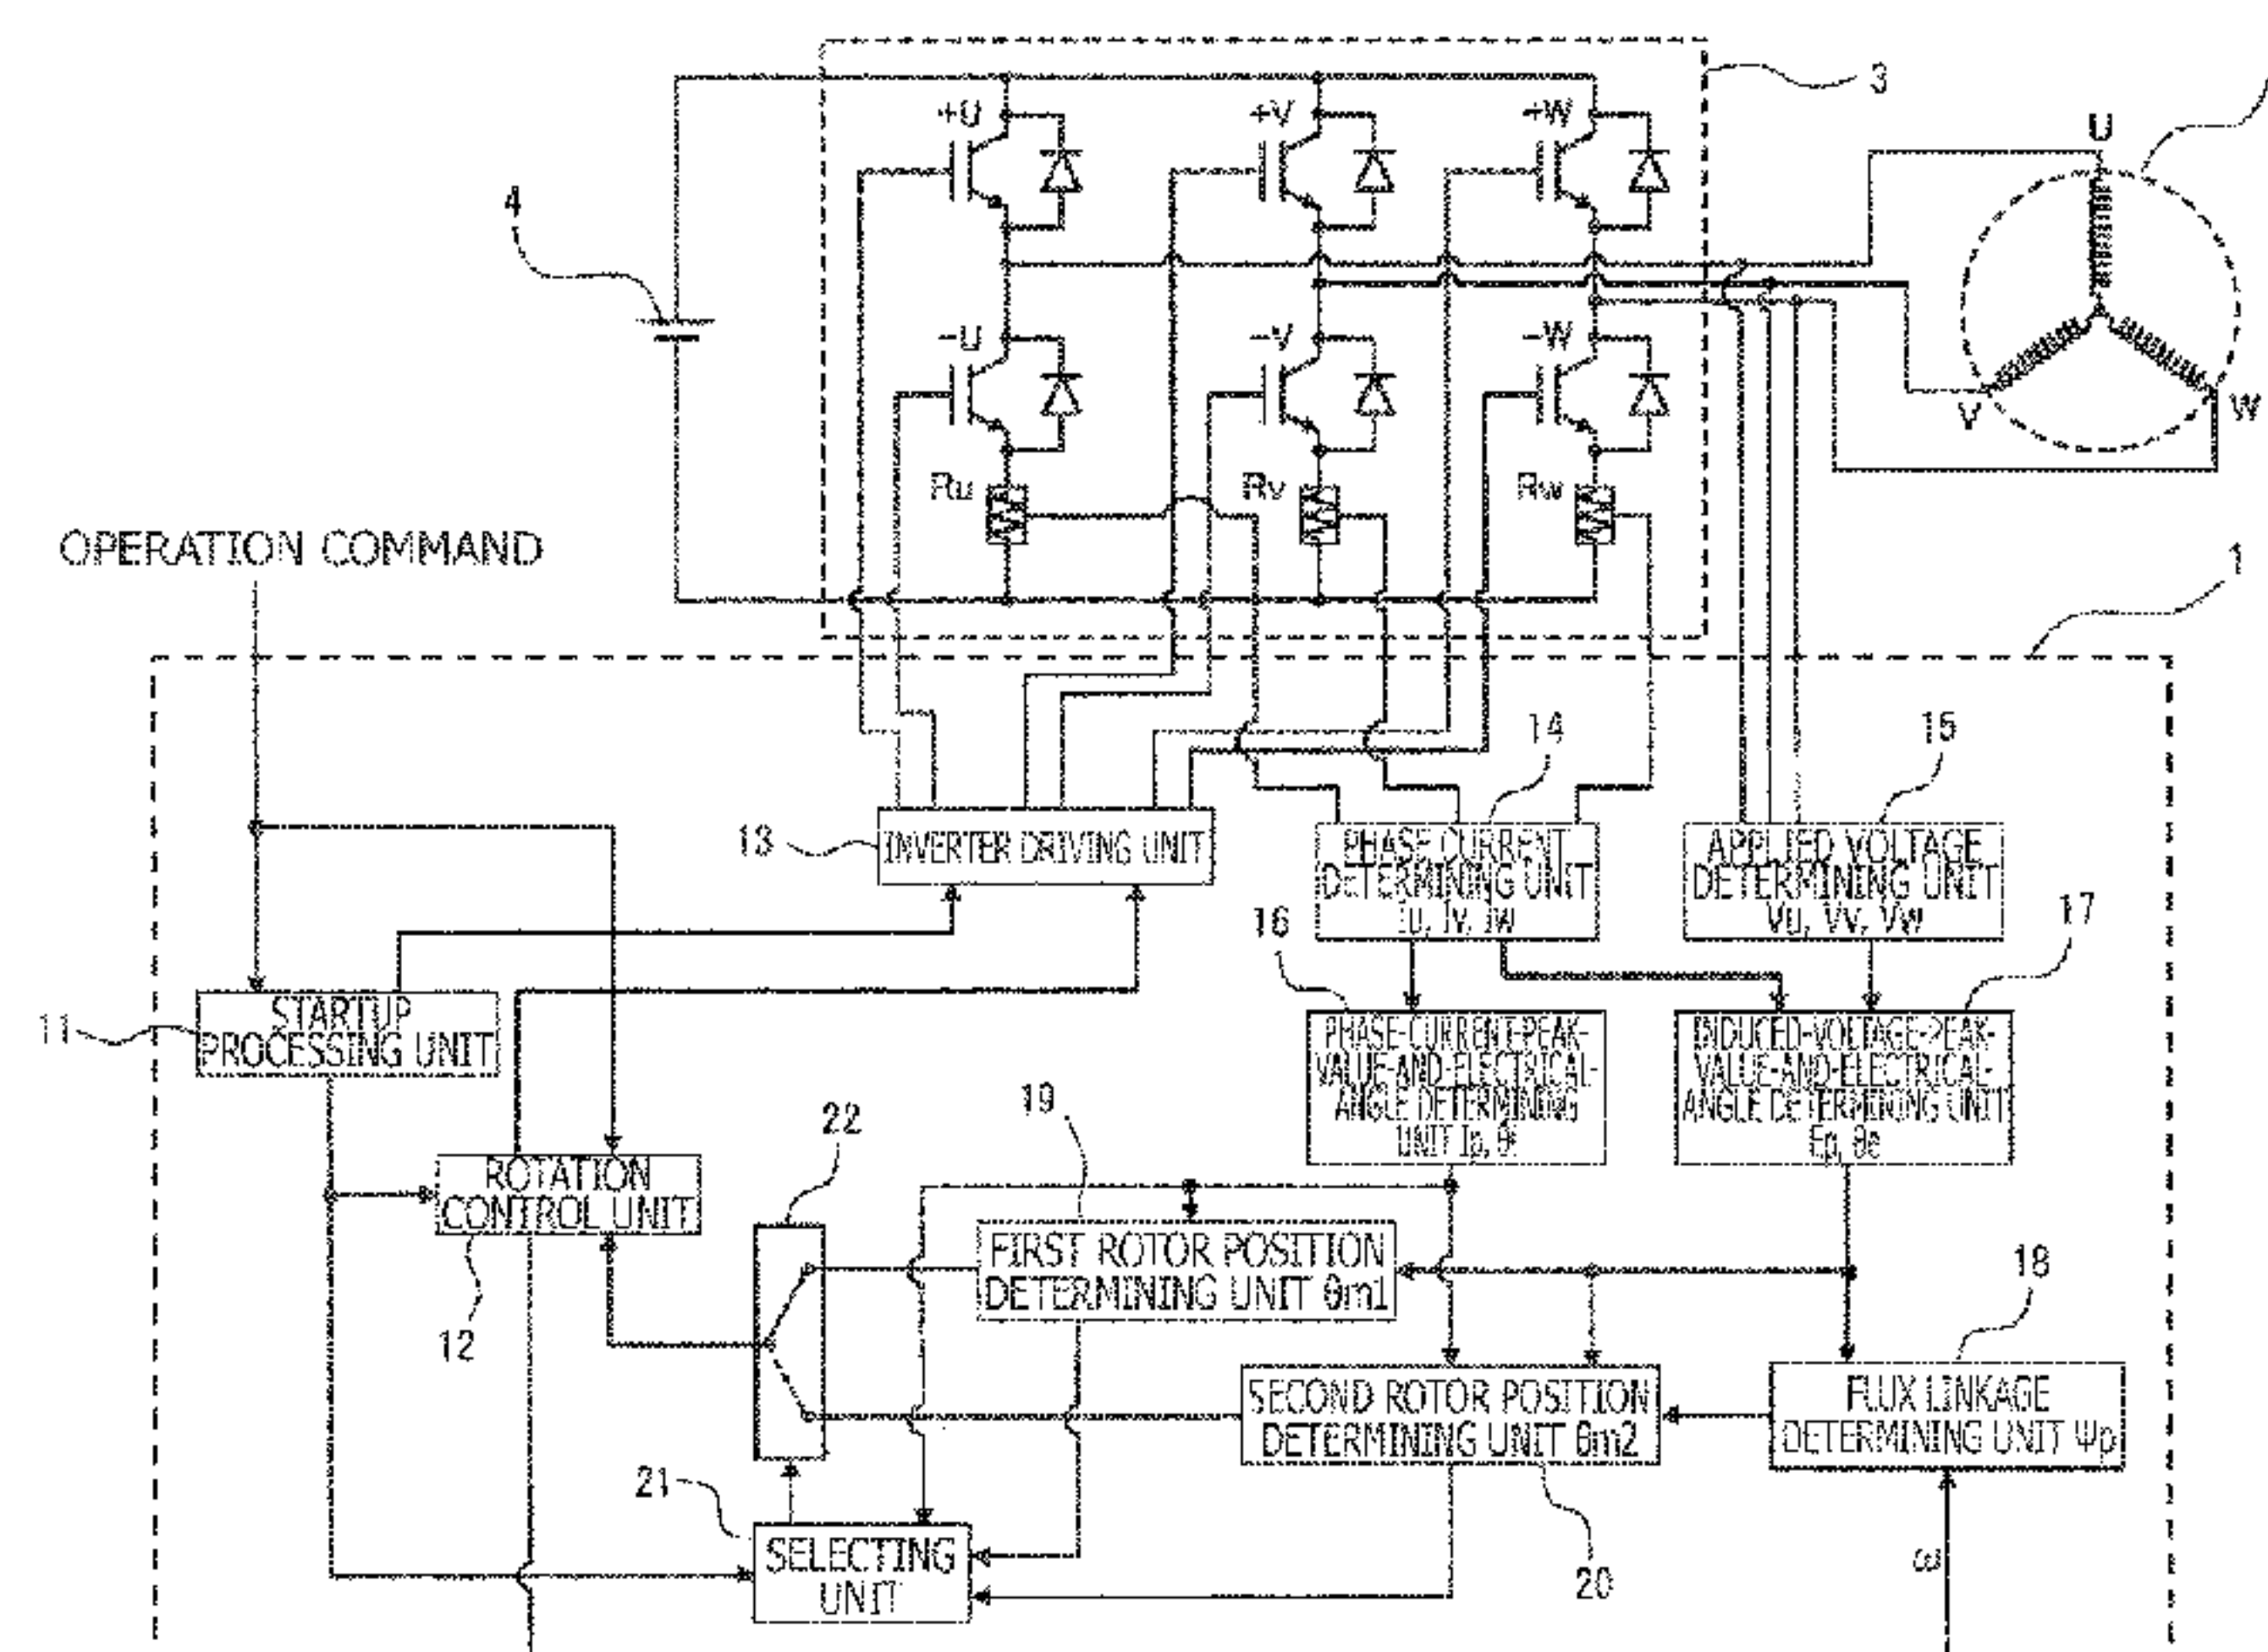 3
+U
+V
+W
U
4
-U
-V
-W
V
W
Ru
Rv
Rw
OPERATION COMMAND
1
14
15
13
INVERTER DRIVING UNIT
PHASE CURRENT
DETERMINING UNIT
Iu, Iv, Iw
APPLIED VOLTAGE
DETERMINING UNIT
Vu, Vv, Vw
16
17
11
STARTUP
PROCESSING UNIT
PHASE-CURRENT-PEAK-
VALUE-AND-ELECTRICAL-
ANGLE DETERMINING
UNIT Ip, θi
INDUCED-VOLTAGE-PEAK-
VALUE-AND-ELECTRICAL-
ANGLE DETERMINING UNIT
Ep, θe
22
19
ROTATION
CONTROL UNIT
12
FIRST ROTOR POSITION
DETERMINING UNIT θm1
18
SECOND ROTOR POSITION
DETERMINING UNIT θm2
FLUX LINKAGE
DETERMINING UNIT Ψp
21
SELECTING
UNIT
20
ω